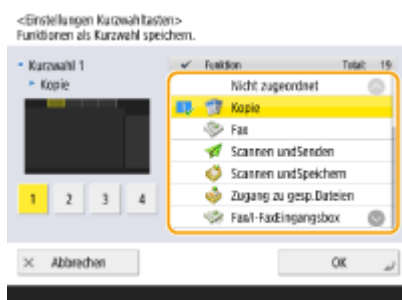 <Einstellungen Kurzwahltasten>
Funktionen als Kurzwahl speichern.
Kurzwahl 1
Kopie
Funktion Total: 19
Nicht zugeordnet
Kopie
Fax
Scannen undSenden
Scannen undSpeichern
Zugang zu gesp.Dateien
Fax/I-FaxEingangsbox
1 2 3 4
Abbrechen
OK